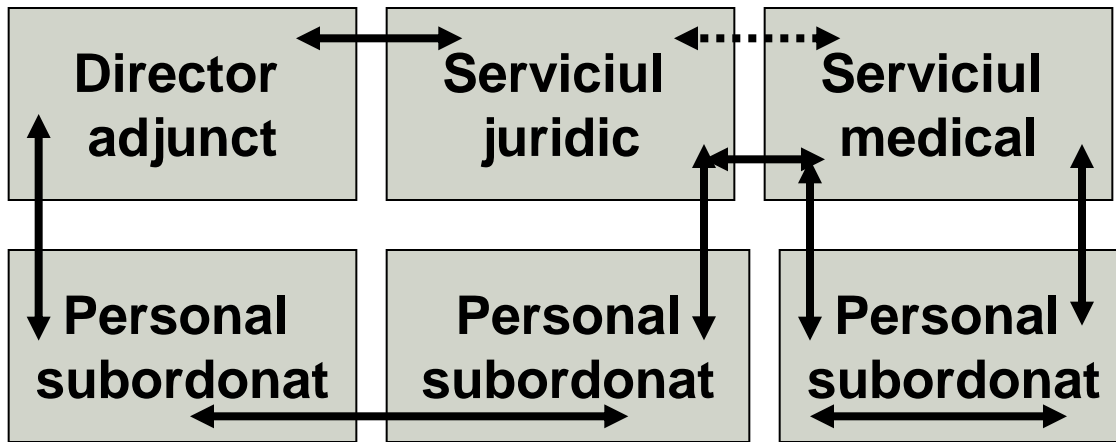 Director
adjunct
Serviciul
juridic
Serviciul
medical
Personal
subordonat
Personal
subordonat
Personal
subordonat